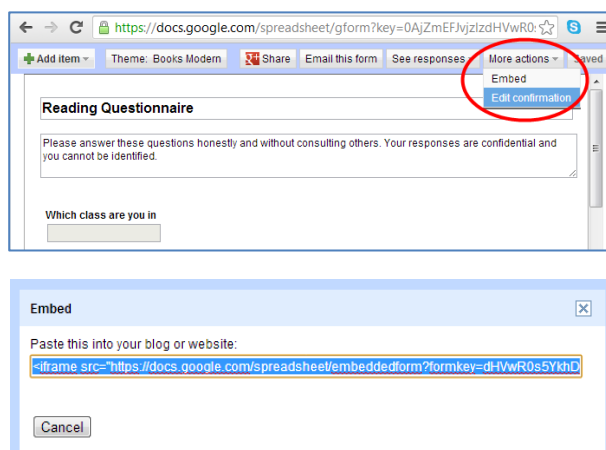 https://docs.google.com/spreadsheet/gform?key=0AjZmEFJvjzIzdHVwR0
Add item Theme: Books Modern Share Email this form See responses More actions Saved
Embed
Edit confirmation
Reading Questionnaire
Please answer these questions honestly and without consulting others. Your responses are confidential and
you cannot be identified.
Which class are you in
Embed
Paste this into your blog or website:
<iframe src="https://docs.google.com/spreadsheet/embeddedform?formkey=dHVwR0s5YkhD
Cancel